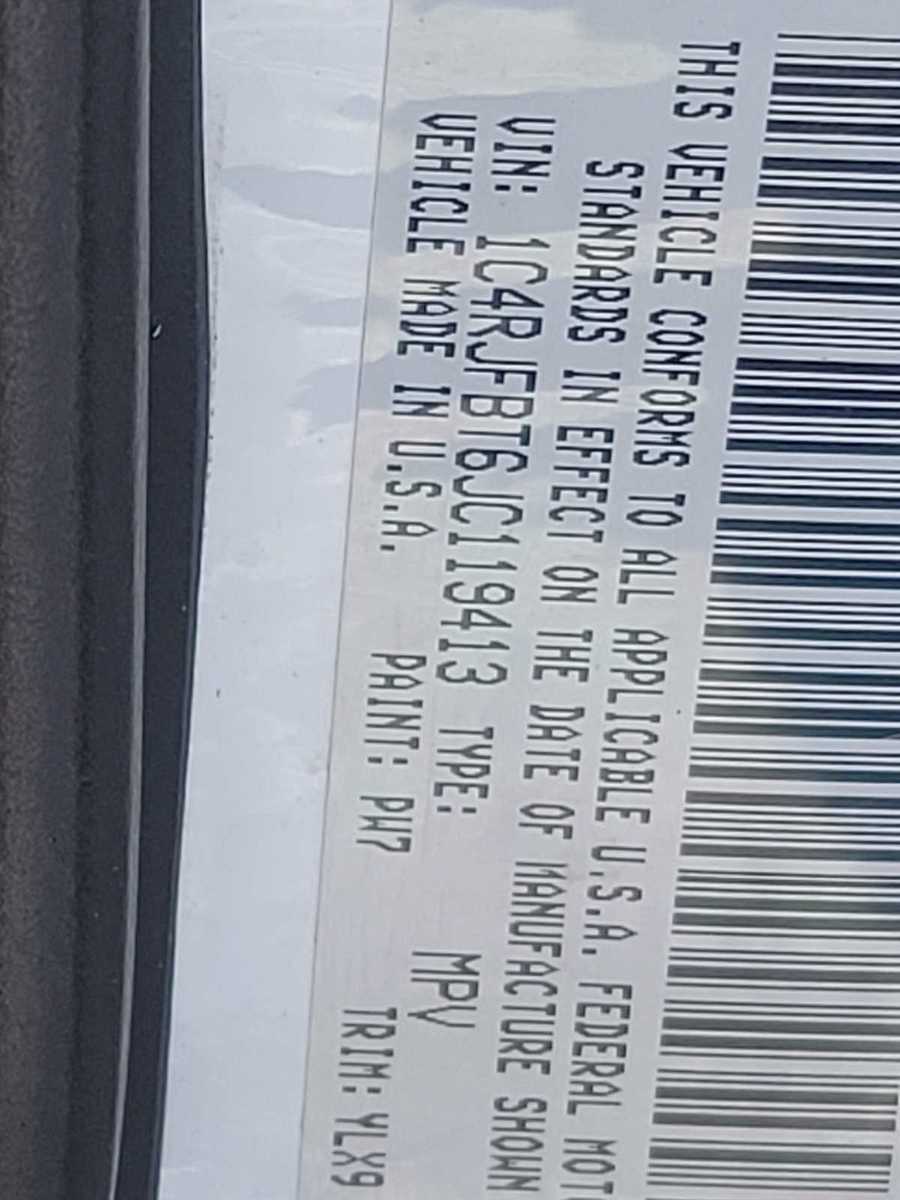 THIS VEHICLE CONFORMS TO ALL APPLICABLE U.S.A. FEDERAL MOT
STANDARDS IN EFFECT ON THE DATE OF MANUFACTURE SHOWN
VIN: 1C4RJFBT6JC119413 TYPE: MPV
VEHICLE MADE IN U.S.A. PAINT: PW7 TRIM: YLX9